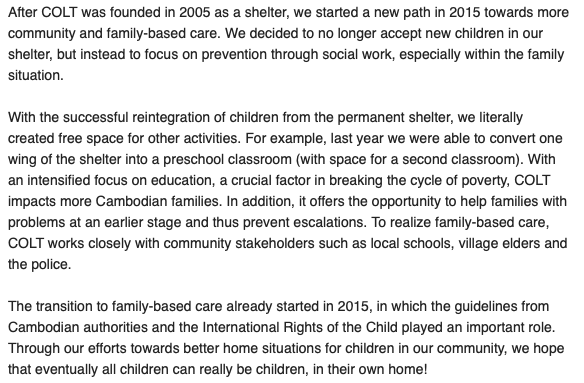 After COLT was founded in 2005 as a shelter, we started a new path in 2015 towards more
community and family-based care. We decided to no longer accept new children in our
shelter, but instead to focus on prevention through social work, especially within the family
situation.

With the successful reintegration of children from the permanent shelter, we literally
created free space for other activities. For example, last year we were able to convert one
wing of the shelter into a preschool classroom (with space for a second classroom). With
an intensified focus on education, a crucial factor in breaking the cycle of poverty, COLT
impacts more Cambodian families. In addition, it offers the opportunity to help families with
problems at an earlier stage and thus prevent escalations. To realize family-based care,
COLT works closely with community stakeholders such as local schools, village elders and
the police.

The transition to family-based care already started in 2015, in which the guidelines from
Cambodian authorities and the International Rights of the Child played an important role.
Through our efforts towards better home situations for children in our community, we hope
that eventually all children can really be children, in their own home!